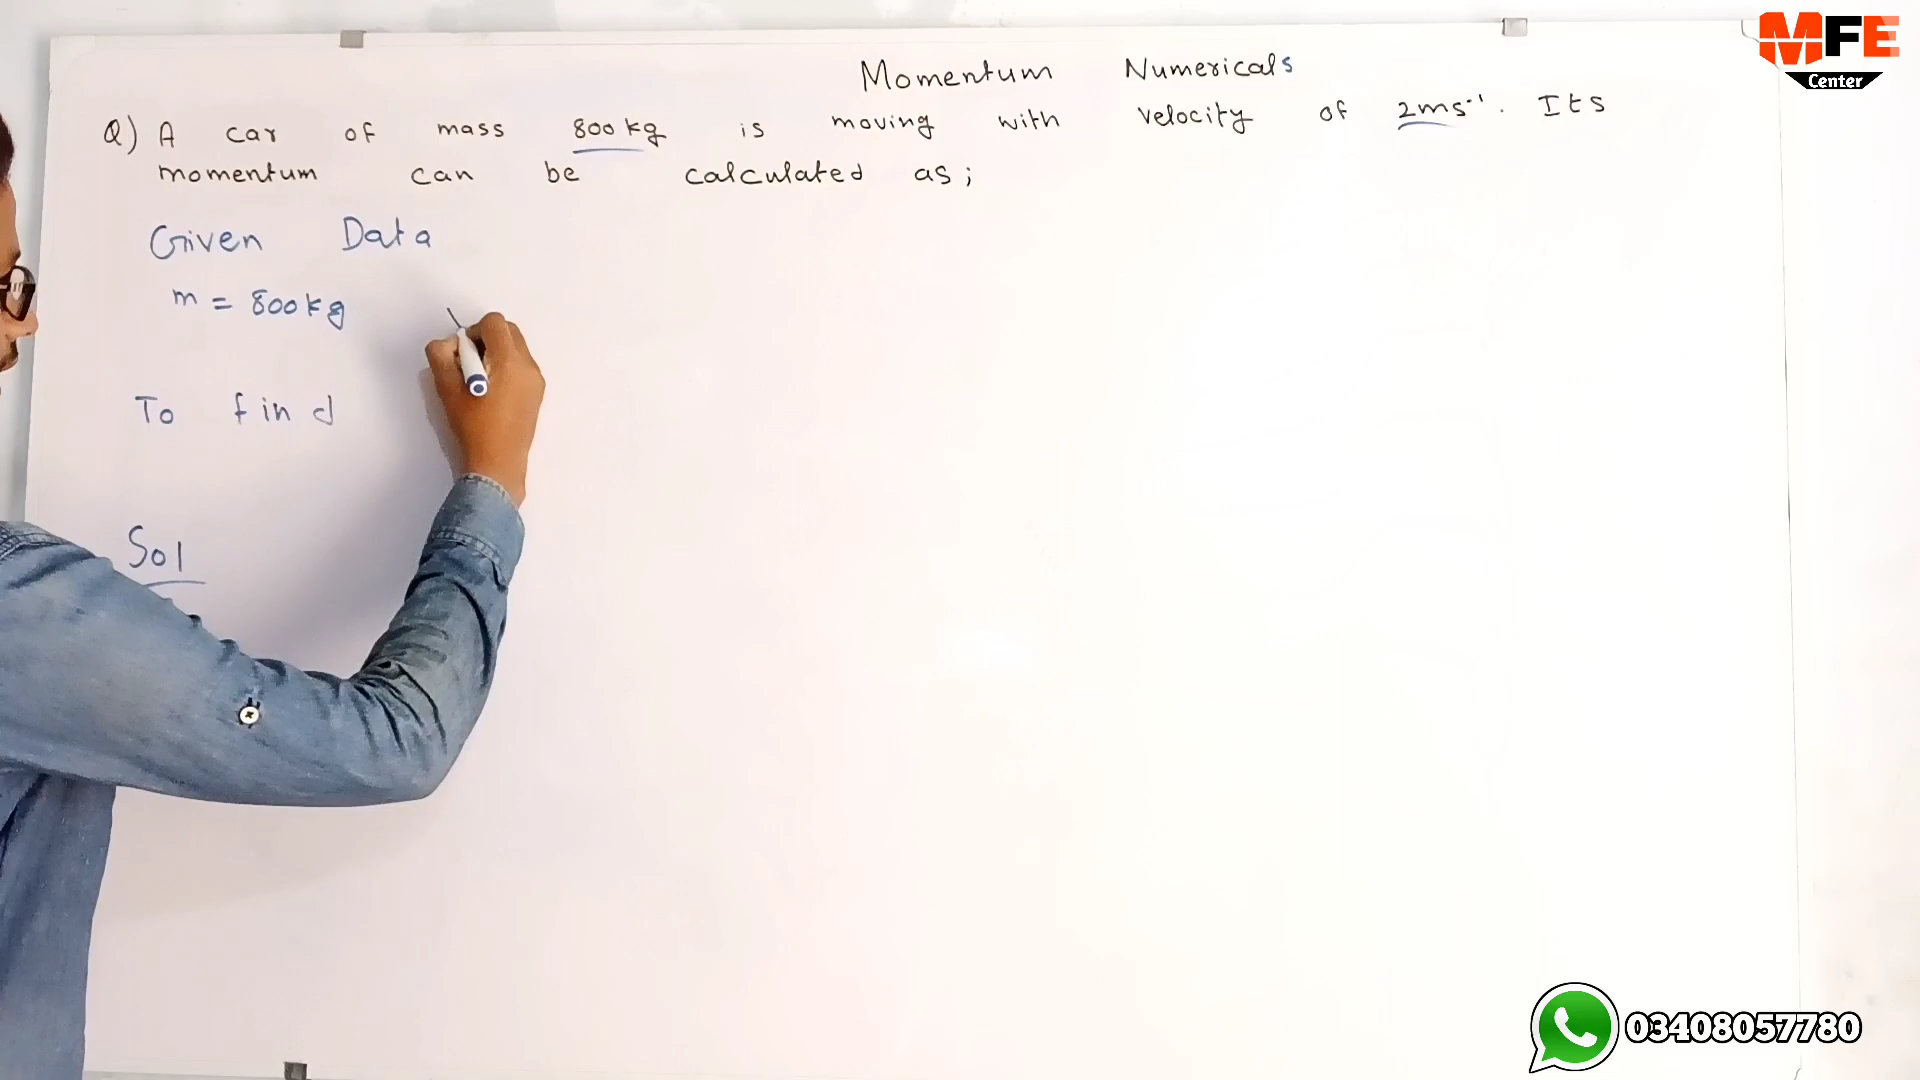 MFE
Center
Momentum Numericals
Q) A car of mass 800 kg is moving with velocity of 2ms⁻¹. Its
momentum can be calculated as;
Given Data
m = 800 kg
To find
Sol
03408057780